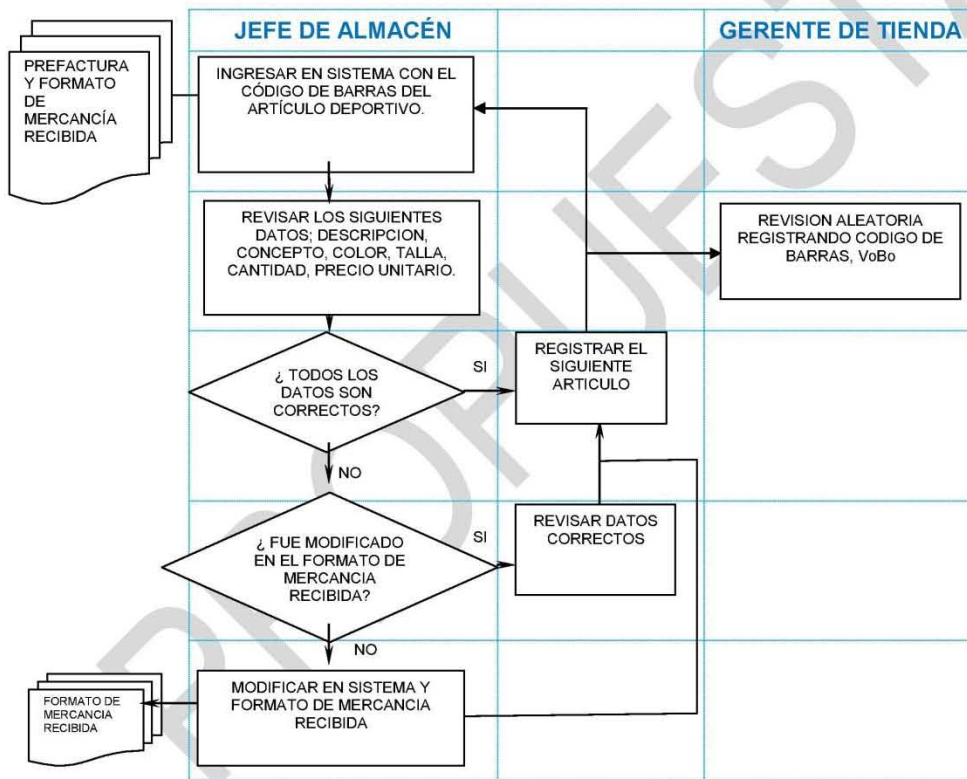 JEFE DE ALMACÉN
GERENTE DE TIENDA
PREFACTURA
Y FORMATO
DE
MERCANCÍA
RECIBIDA
INGRESAR EN SISTEMA CON EL
CÓDIGO DE BARRAS DEL
ARTÍCULO DEPORTIVO.
REVISAR LOS SIGUIENTES
DATOS; DESCRIPCION,
CONCEPTO, COLOR, TALLA,
CANTIDAD, PRECIO UNITARIO.
REVISION ALEATORIA
REGISTRANDO CODIGO DE
BARRAS, VoBo
¿ TODOS LOS
DATOS SON
CORRECTOS?
SI
REGISTRAR EL
SIGUIENTE
ARTICULO
NO
¿ FUE MODIFICADO
EN EL FORMATO DE
MERCANCIA
RECIBIDA?
SI
REVISAR DATOS
CORRECTOS
NO
FORMATO DE
MERCANCIA
RECIBIDA
MODIFICAR EN SISTEMA Y
FORMATO DE MERCANCIA
RECIBIDA
PROPUESTA